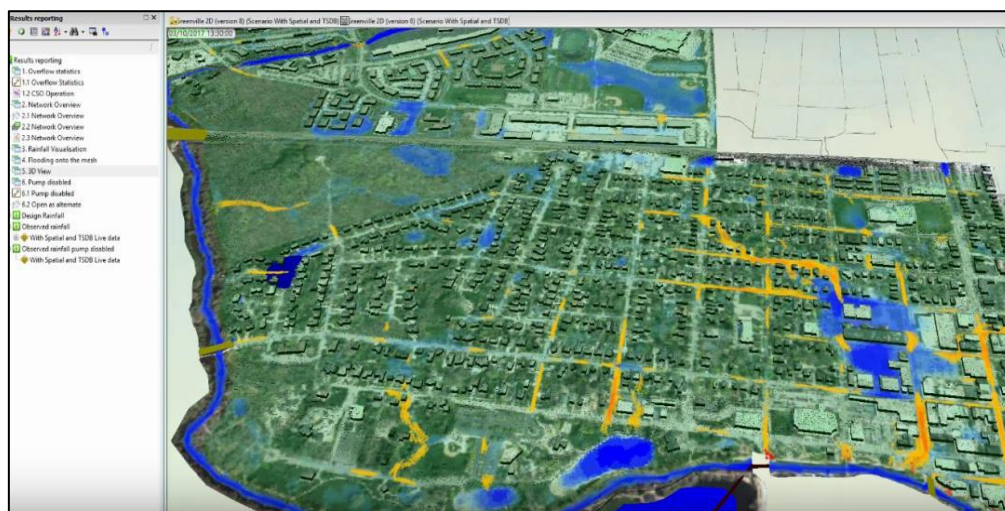 Results reporting
reenville 2D (version 8) (Scenario With Spatial and TSDB)
reenville 2D (version 8) (Scenario With Spatial and TSDB)
03/10/2017 13:30:00
Results reporting
1. Overflow statistics
1.1 Overflow Statistics
1.2 CSO Operation
2. Network Overview
2.1 Network Overview
2.2 Network Overview
2.3 Network Overview
3. Rainfall Visualisation
4. Flooding onto the mesh
5. 3D View
6. Pump disabled
6.1 Pump disabled
6.2 Open as alternate
Design Rainfall
Observed rainfall
With Spatial and TSDB Live data
Observed rainfall pump disabled
With Spatial and TSDB Live data